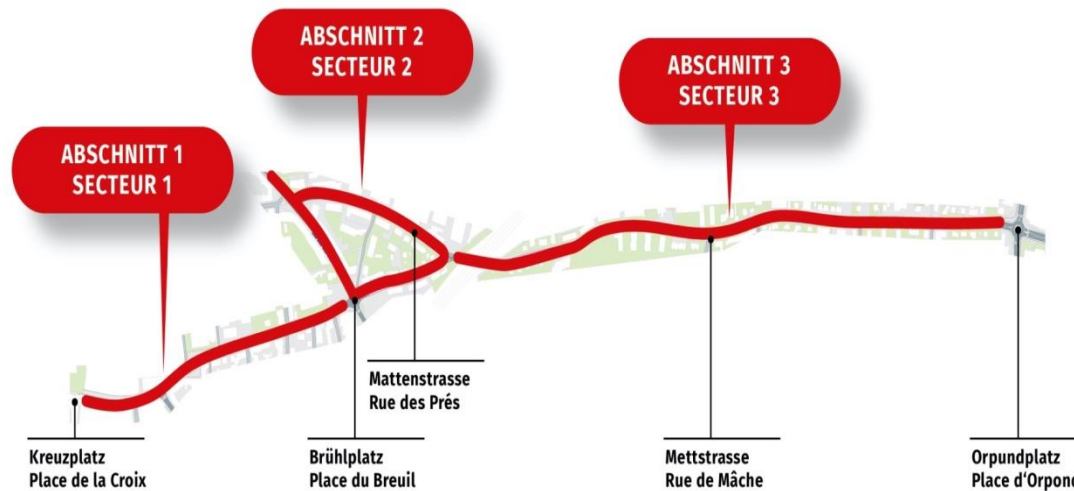 ABSCHNITT 2
SECTEUR 2
ABSCHNITT 3
SECTEUR 3
ABSCHNITT 1
SECTEUR 1
Mattenstrasse
Rue des Prés
Kreuzplatz
Place de la Croix
Brühlplatz
Place du Breuil
Mettstrasse
Rue de Mâche
Orpundplatz
Place d‘Orpond